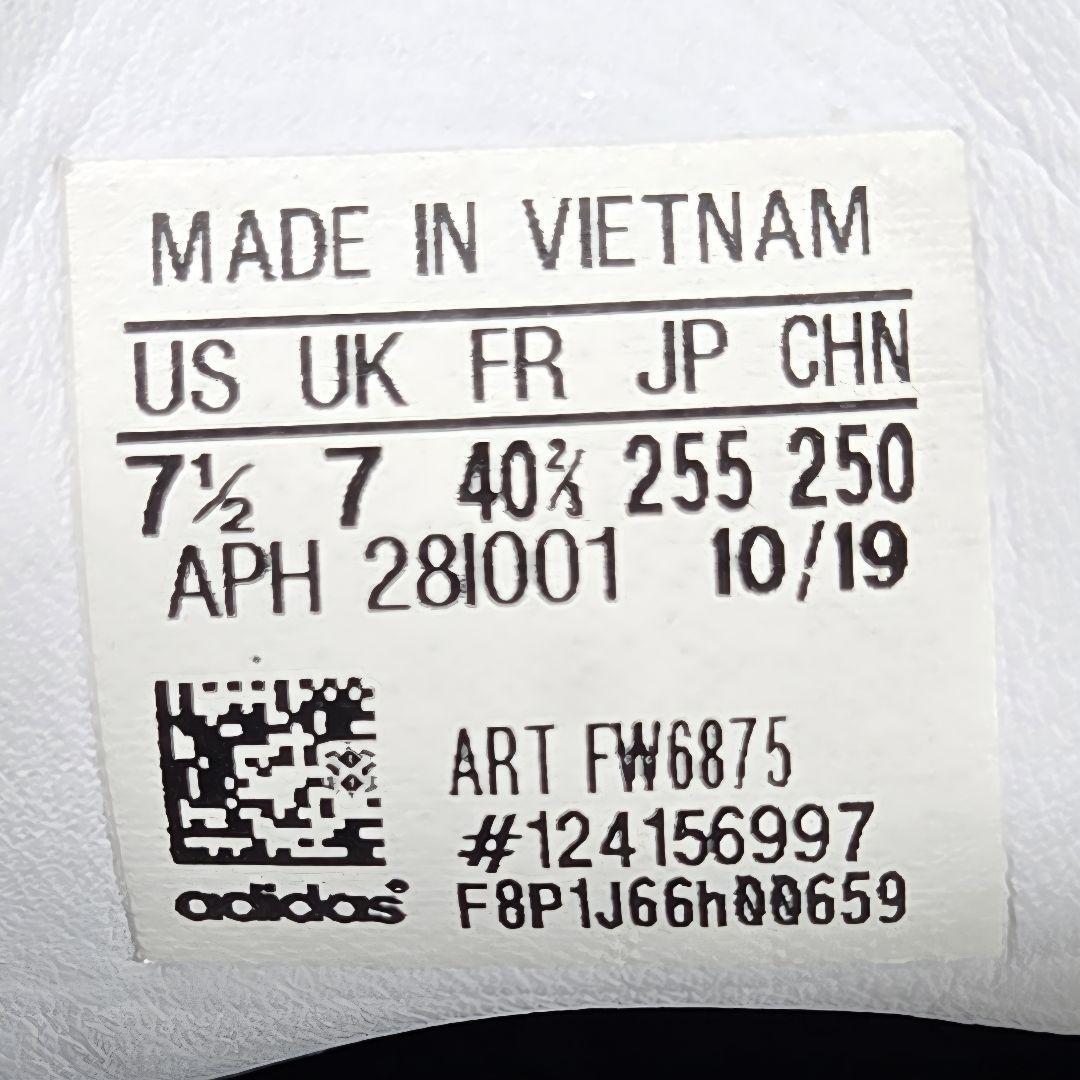 MADE IN VIETNAM
US UK FR JP CHN
7½ 7 40⅔ 255 250
APH 281001 10/19
ART FW6875
#124156997
adidas F8P1J66h00659